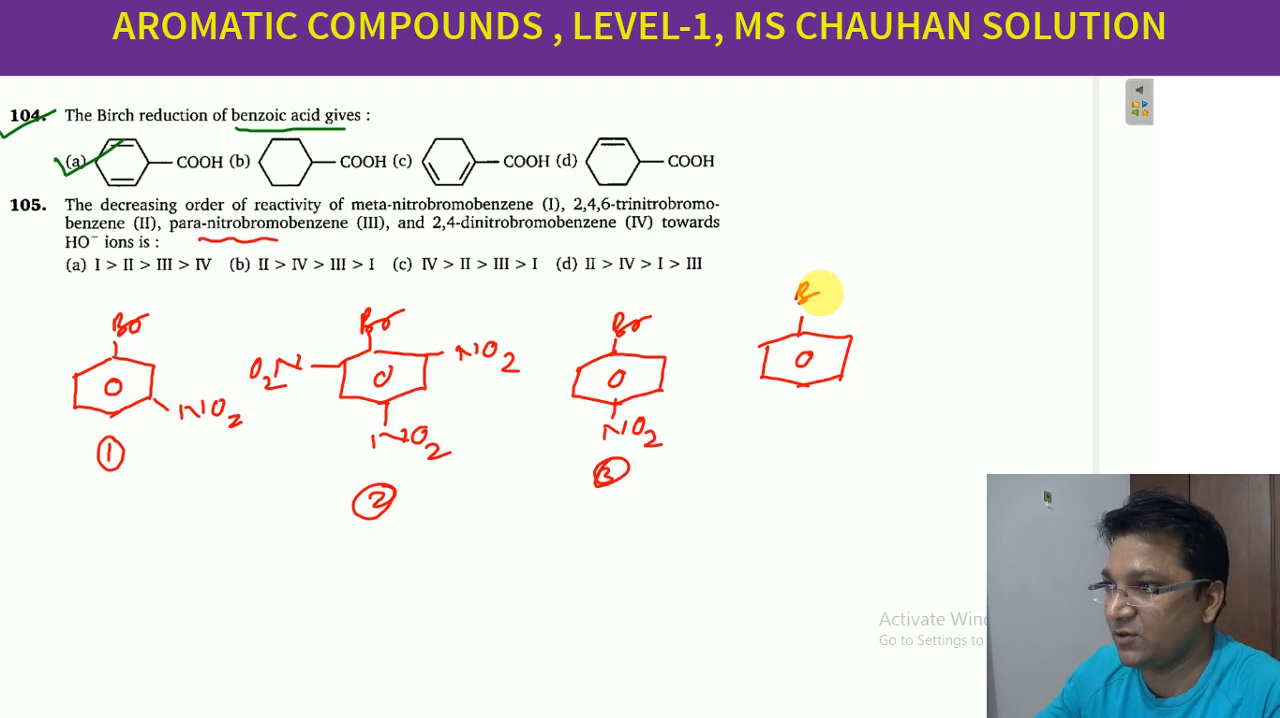 AROMATIC COMPOUNDS , LEVEL-1, MS CHAUHAN SOLUTION
104. The Birch reduction of benzoic acid gives :
(a) COOH (b) COOH (c) COOH (d) COOH
105. The decreasing order of reactivity of meta-nitrobromobenzene (I), 2,4,6-trinitrobromo-
benzene (II), para-nitrobromobenzene (III), and 2,4-dinitrobromobenzene (IV) towards
HO⁻ ions is :
(a) I > II > III > IV (b) II > IV > III > I (c) IV > II > III > I (d) II > IV > I > III
Br
NO2
1
Br
O2N
NO2
NO2
2
Br
NO2
3
B
Activate Wind
Go to Settings to